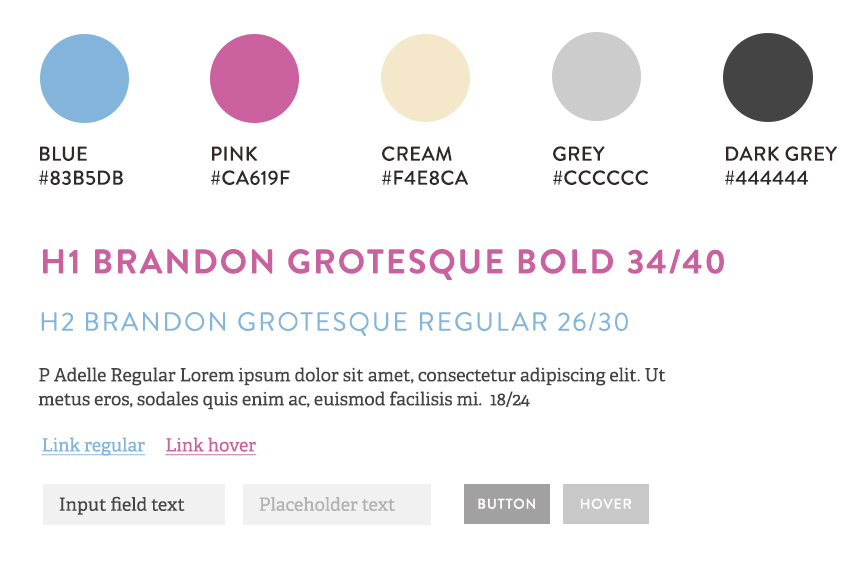 BLUE
#83B5DB
PINK
#CA619F
CREAM
#F4E8CA
GREY
#CCCCCC
DARK GREY
#444444
H1 BRANDON GROTESQUE BOLD 34/40
H2 BRANDON GROTESQUE REGULAR 26/30
P Adelle Regular Lorem ipsum dolor sit amet, consectetur adipiscing elit. Ut
metus eros, sodales quis enim ac, euismod facilisis mi. 18/24
Link regular
Link hover
Input field text
Placeholder text
BUTTON
HOVER